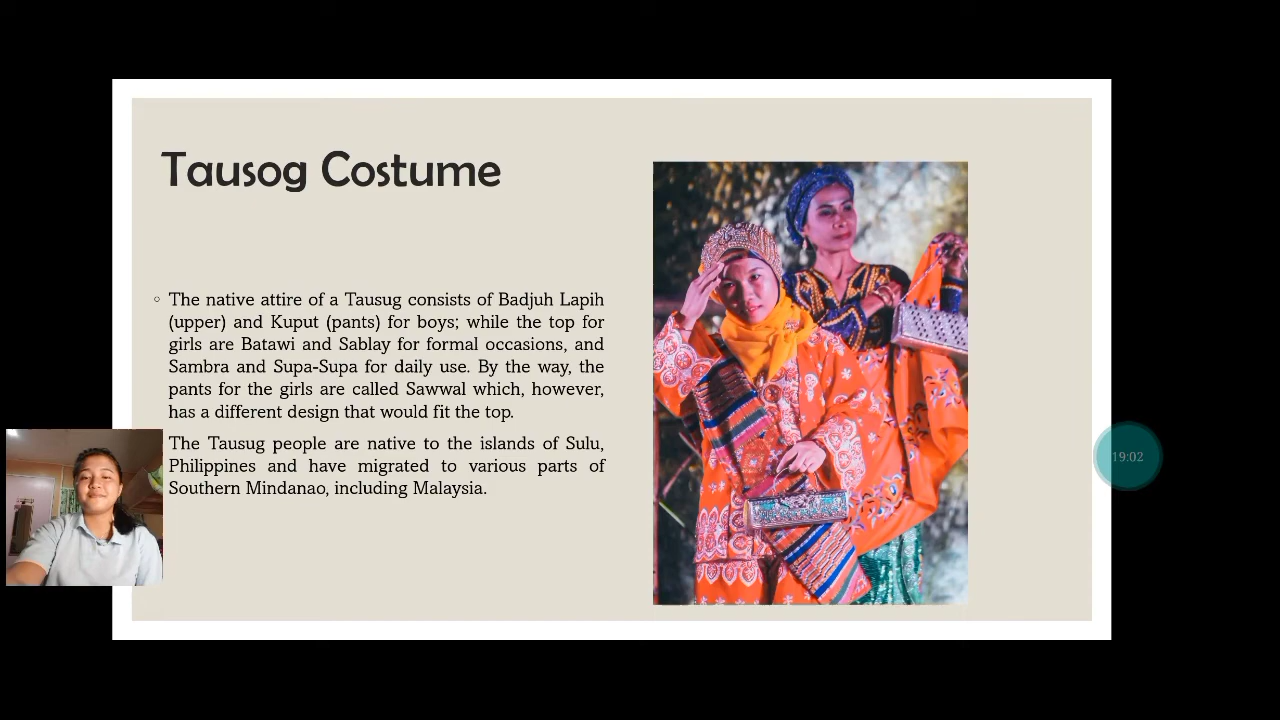 Tausog Costume
The native attire of a Tausug consists of Badjuh Lapih
(upper) and Kuput (pants) for boys; while the top for
girls are Batawi and Sablay for formal occasions, and
Sambra and Supa-Supa for daily use. By the way, the
pants for the girls are called Sawwal which, however,
has a different design that would fit the top.
The Tausug people are native to the islands of Sulu,
Philippines and have migrated to various parts of
Southern Mindanao, including Malaysia.
19:02